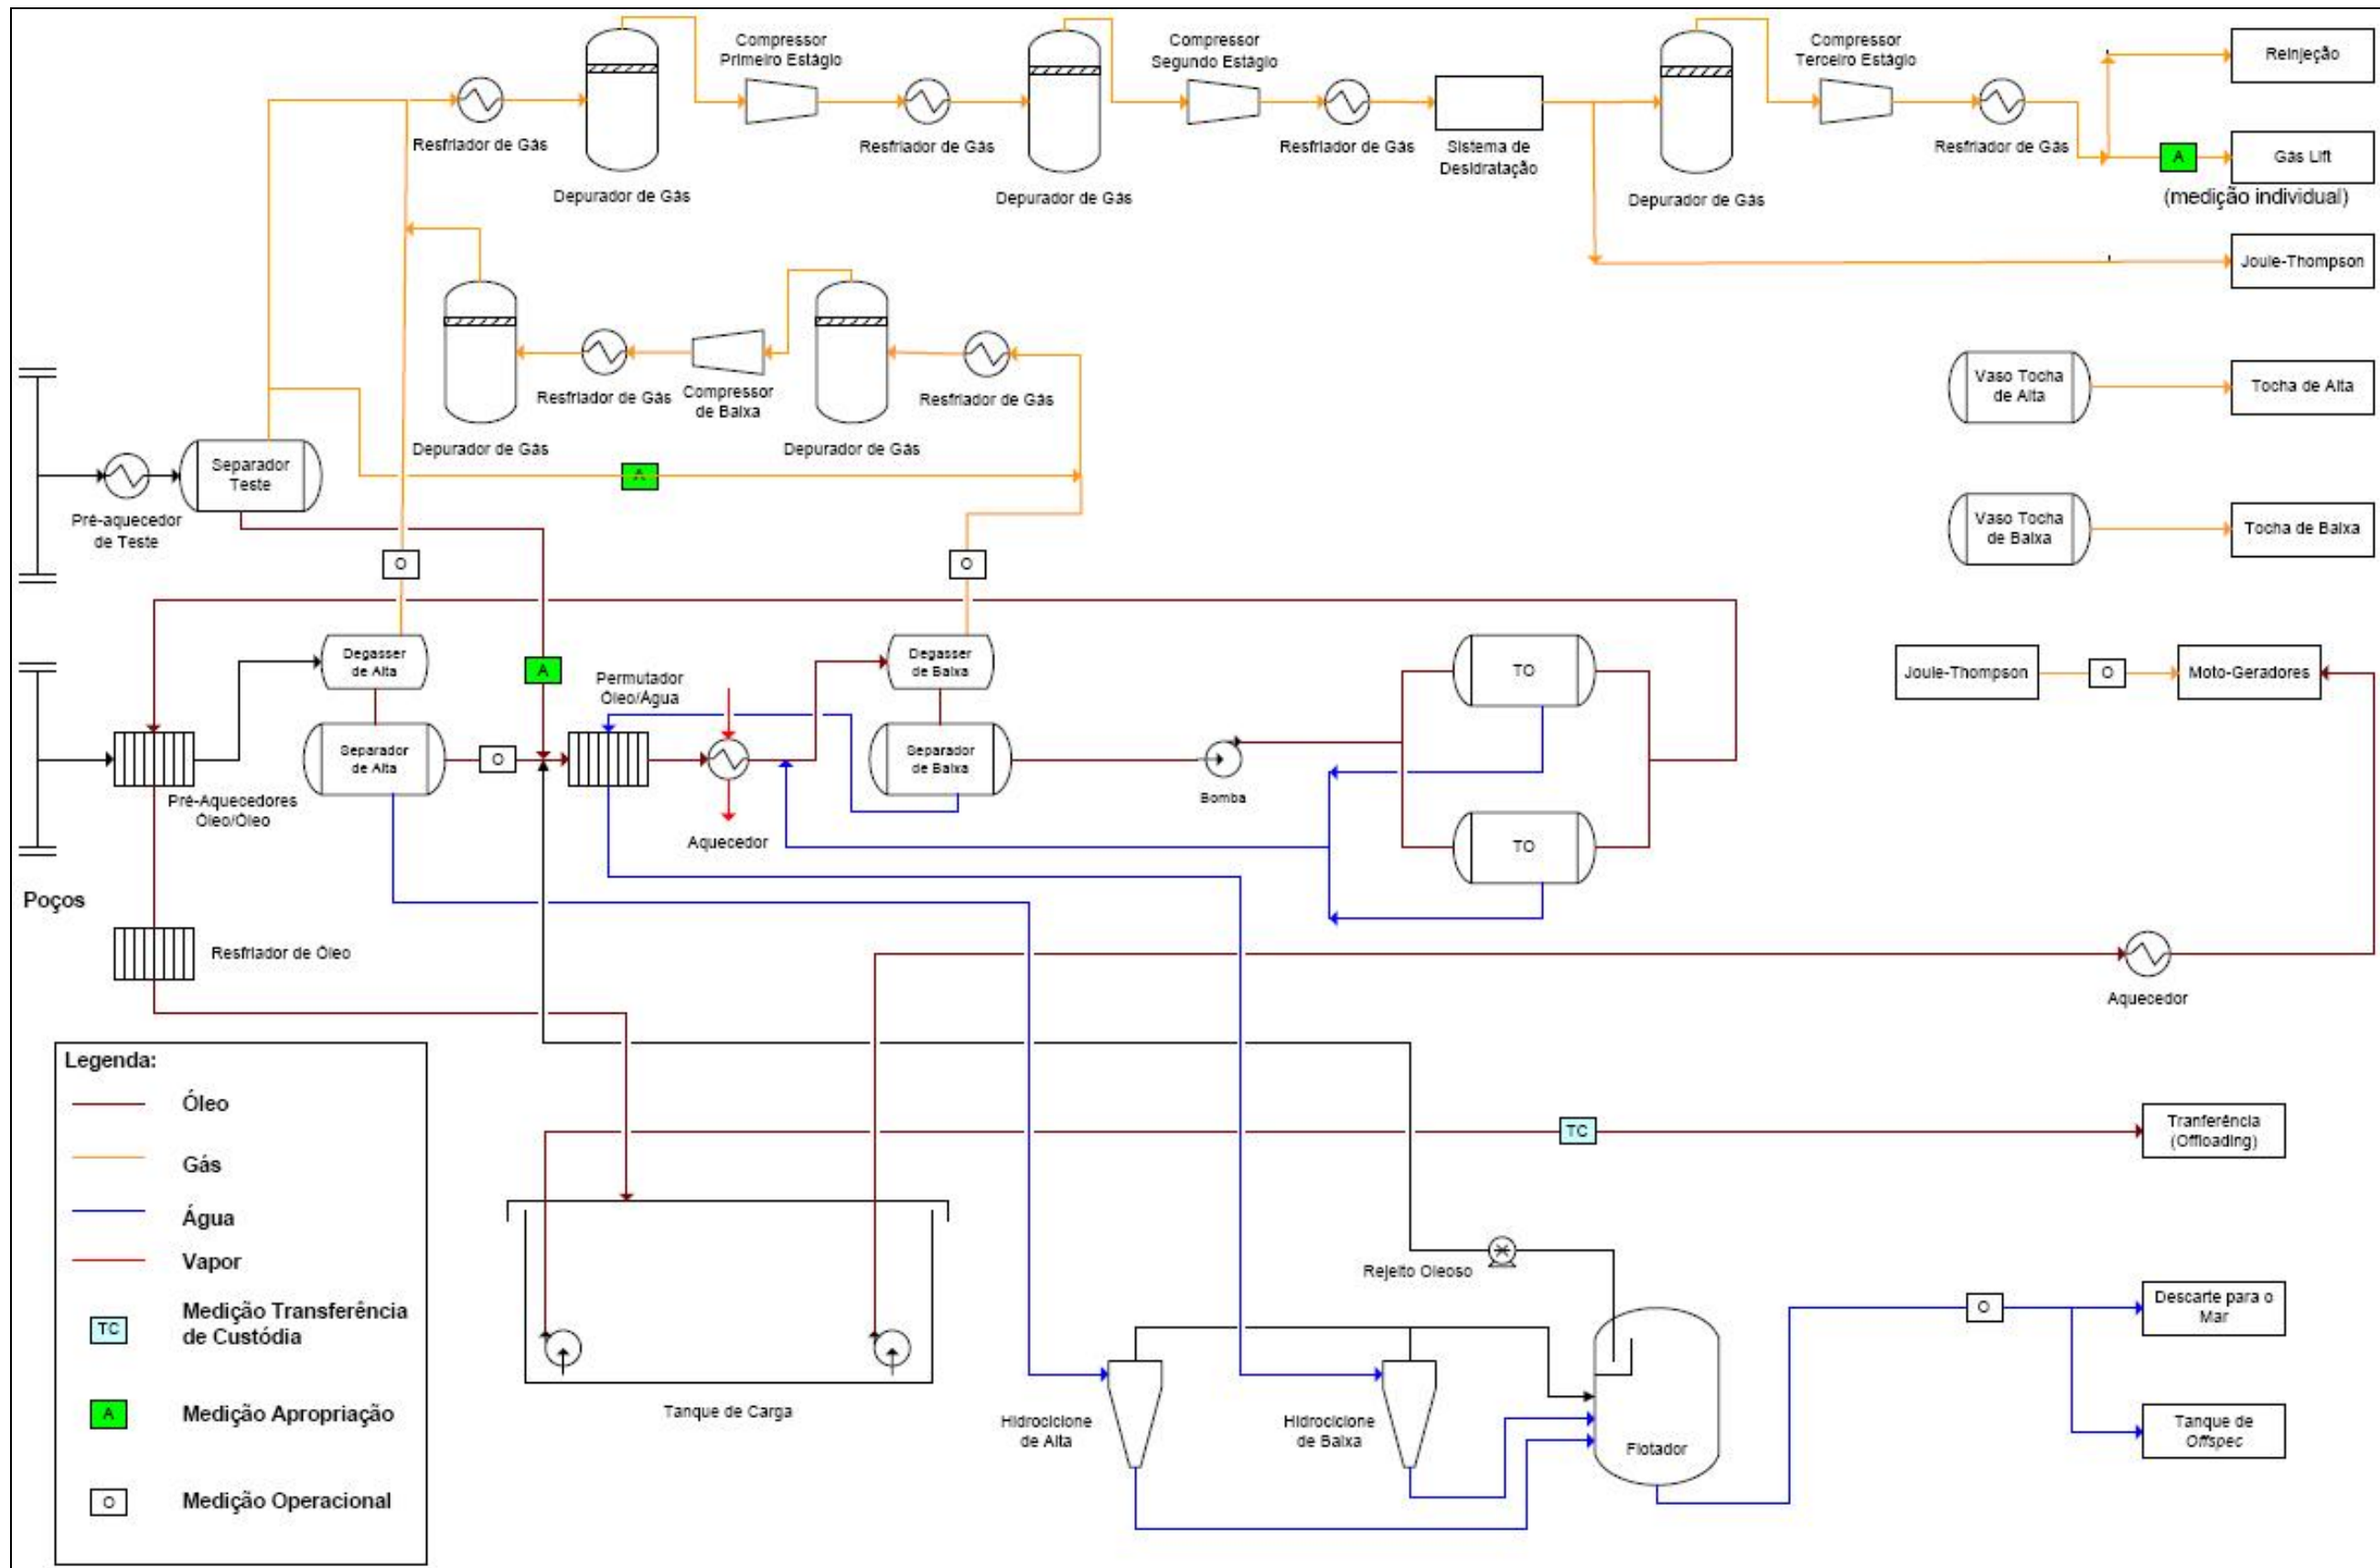 Compressor
Primeiro Estágio
Compressor
Segundo Estágio
Compressor
Terceiro Estágio
Reinjeção
Resfriador de Gás
Resfriador de Gás
Resfriador de Gás
Sistema de
Desidratação
Resfriador de Gás
A
Gás Lift
(medição individual)
Depurador de Gás
Depurador de Gás
Depurador de Gás
Joule-Thompson
Resfriador de Gás
Compressor
de Baixa
Resfriador de Gás
Vaso Tocha
de Alta
Tocha de Alta
Depurador de Gás
Depurador de Gás
Separador
Teste
A
Pré-aquecedor
de Teste
Vaso Tocha
de Baixa
Tocha de Baixa
O
O
Degasser
de Alta
A
Permutador
Óleo/Água
Degasser
de Baixa
TO
Joule-Thompson
O
Moto-Geradores
Separador
de Alta
O
Separador
de Baixa
Bomba
Pré-Aquecedores
Óleo/Óleo
Aquecedor
TO
Poços
Resfriador de Óleo
Aquecedor
Legenda:
Óleo
Gás
Água
Vapor
TC
Medição Transferência
de Custódia
A
Medição Apropriação
O
Medição Operacional
TC
Tranferência
(Offloading)
Rejeito Oleoso
Tanque de Carga
Hidrociclone
de Alta
Hidrociclone
de Baixa
Flotador
O
Descarte para o
Mar
Tanque de
Offspec